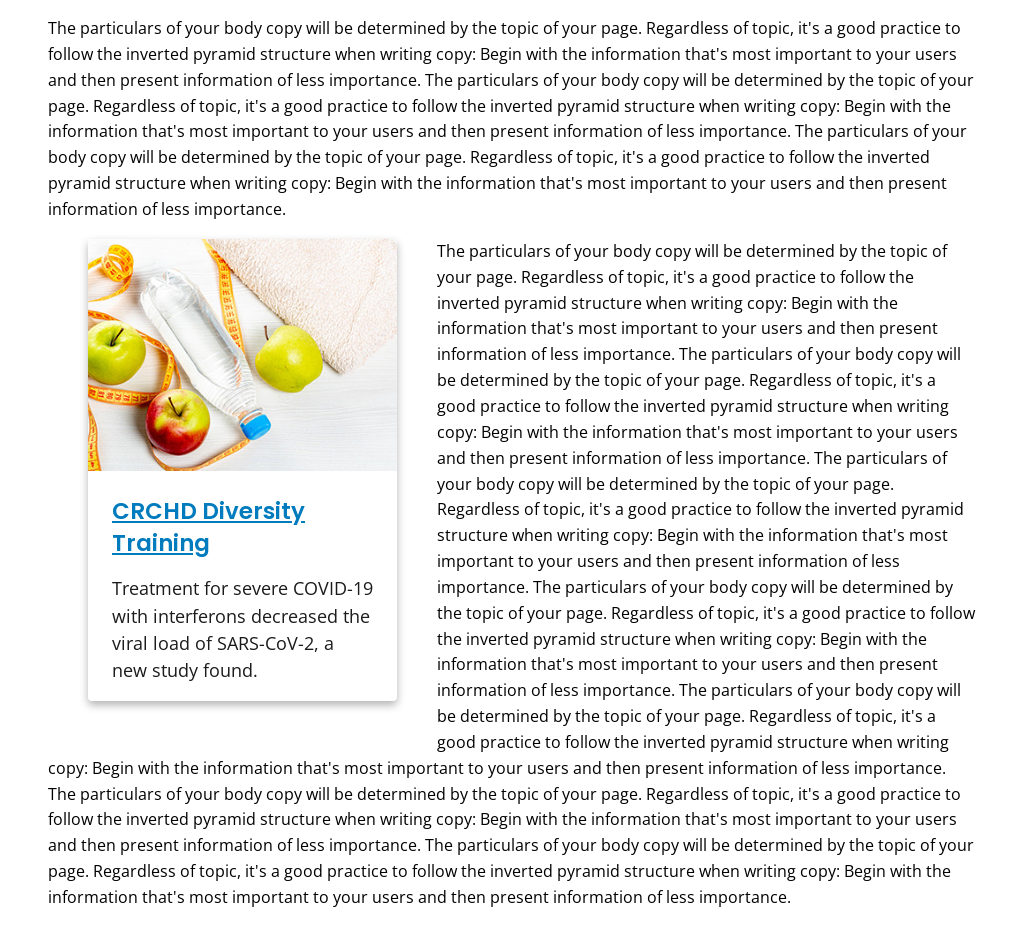 The particulars of your body copy will be determined by the topic of your page. Regardless of topic, it's a good practice to
follow the inverted pyramid structure when writing copy: Begin with the information that's most important to your users
and then present information of less importance. The particulars of your body copy will be determined by the topic of your
page. Regardless of topic, it's a good practice to follow the inverted pyramid structure when writing copy: Begin with the
information that's most important to your users and then present information of less importance. The particulars of your
body copy will be determined by the topic of your page. Regardless of topic, it's a good practice to follow the inverted
pyramid structure when writing copy: Begin with the information that's most important to your users and then present
information of less importance.
CRCHD Diversity
Training
Treatment for severe COVID-19
with interferons decreased the
viral load of SARS-CoV-2, a
new study found.
The particulars of your body copy will be determined by the topic of
your page. Regardless of topic, it's a good practice to follow the
inverted pyramid structure when writing copy: Begin with the
information that's most important to your users and then present
information of less importance. The particulars of your body copy will
be determined by the topic of your page. Regardless of topic, it's a
good practice to follow the inverted pyramid structure when writing
copy: Begin with the information that's most important to your users
and then present information of less importance. The particulars of
your body copy will be determined by the topic of your page.
Regardless of topic, it's a good practice to follow the inverted pyramid
structure when writing copy: Begin with the information that's most
important to your users and then present information of less
importance. The particulars of your body copy will be determined by
the topic of your page. Regardless of topic, it's a good practice to follow
the inverted pyramid structure when writing copy: Begin with the
information that's most important to your users and then present
information of less importance. The particulars of your body copy will
be determined by the topic of your page. Regardless of topic, it's a
good practice to follow the inverted pyramid structure when writing
copy: Begin with the information that's most important to your users and then present information of less importance.
The particulars of your body copy will be determined by the topic of your page. Regardless of topic, it's a good practice to
follow the inverted pyramid structure when writing copy: Begin with the information that's most important to your users
and then present information of less importance. The particulars of your body copy will be determined by the topic of your
page. Regardless of topic, it's a good practice to follow the inverted pyramid structure when writing copy: Begin with the
information that's most important to your users and then present information of less importance.